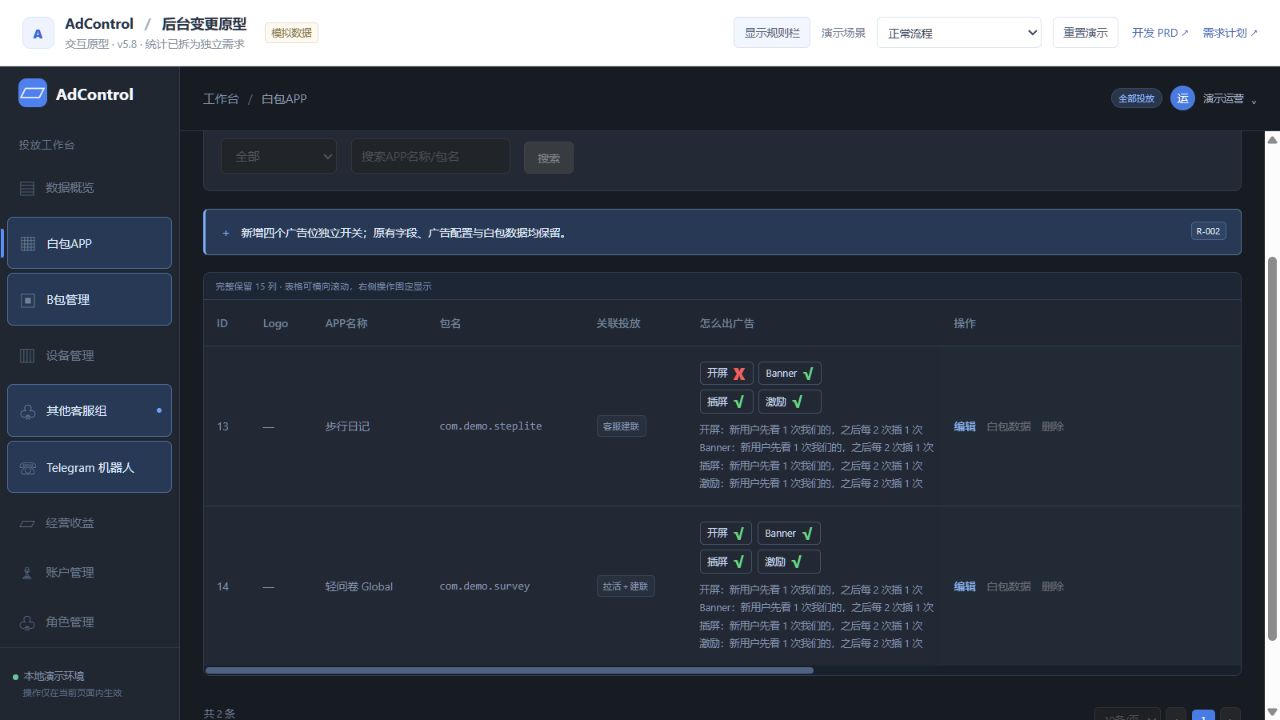 A
AdControl / 后台变更原型
交互原型 · v5.8 · 统计已拆为独立需求
模拟数据
显示规则栏
演示场景
正常流程
重置演示
开发 PRD ↗
需求计划 ↗
AdControl
工作台 / 白包APP
全部投放
运
演示运营
投放工作台
数据概览
白包APP
B包管理
设备管理
其他客服组
Telegram 机器人
经营收益
账户管理
角色管理
本地演示环境
操作仅在当前页面内生效
全部
搜索APP名称/包名
搜索
+ 新增四个广告位独立开关；原有字段、广告配置与白包数据均保留。
R-002
完整保留 15 列 · 表格可横向滚动，右侧操作固定显示
ID Logo APP名称 包名 关联投放 怎么出广告 操作
13 — 步行日记 com.demo.steplite 客服建联
开屏 X Banner √
插屏 √ 激励 √
开屏：新用户先看 1 次我们的，之后每 2 次插 1 次
Banner：新用户先看 1 次我们的，之后每 2 次插 1 次
插屏：新用户先看 1 次我们的，之后每 2 次插 1 次
激励：新用户先看 1 次我们的，之后每 2 次插 1 次
编辑 白包数据 删除
14 — 轻问卷 Global com.demo.survey 拉活 + 建联
开屏 √ Banner √
插屏 √ 激励 √
开屏：新用户先看 1 次我们的，之后每 2 次插 1 次
Banner：新用户先看 1 次我们的，之后每 2 次插 1 次
插屏：新用户先看 1 次我们的，之后每 2 次插 1 次
激励：新用户先看 1 次我们的，之后每 2 次插 1 次
编辑 白包数据 删除
共 2 条
1